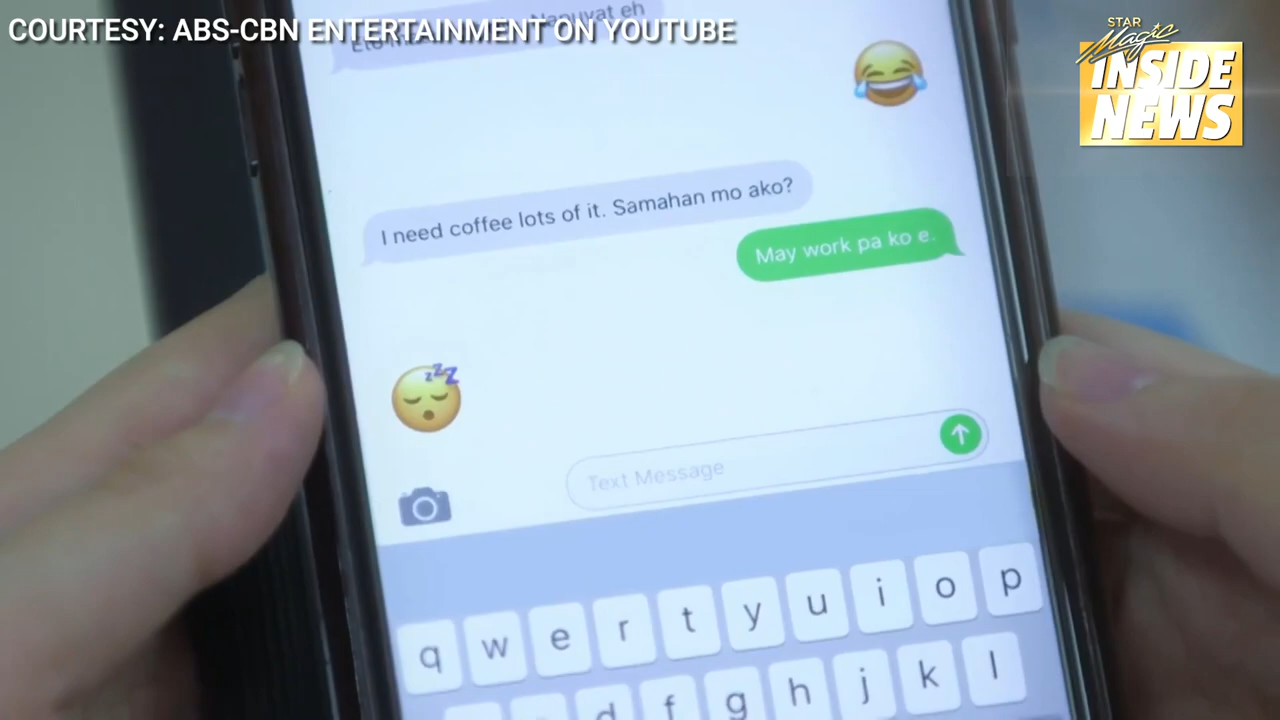 COURTESY: ABS-CBN ENTERTAINMENT ON YOUTUBE
STAR
Magic
INSIDE
NEWS
eh
I need coffee lots of it. Samahan mo ako?
May work pa ko e.
Text Message
q w e r t y u i o p
d f g h j k l